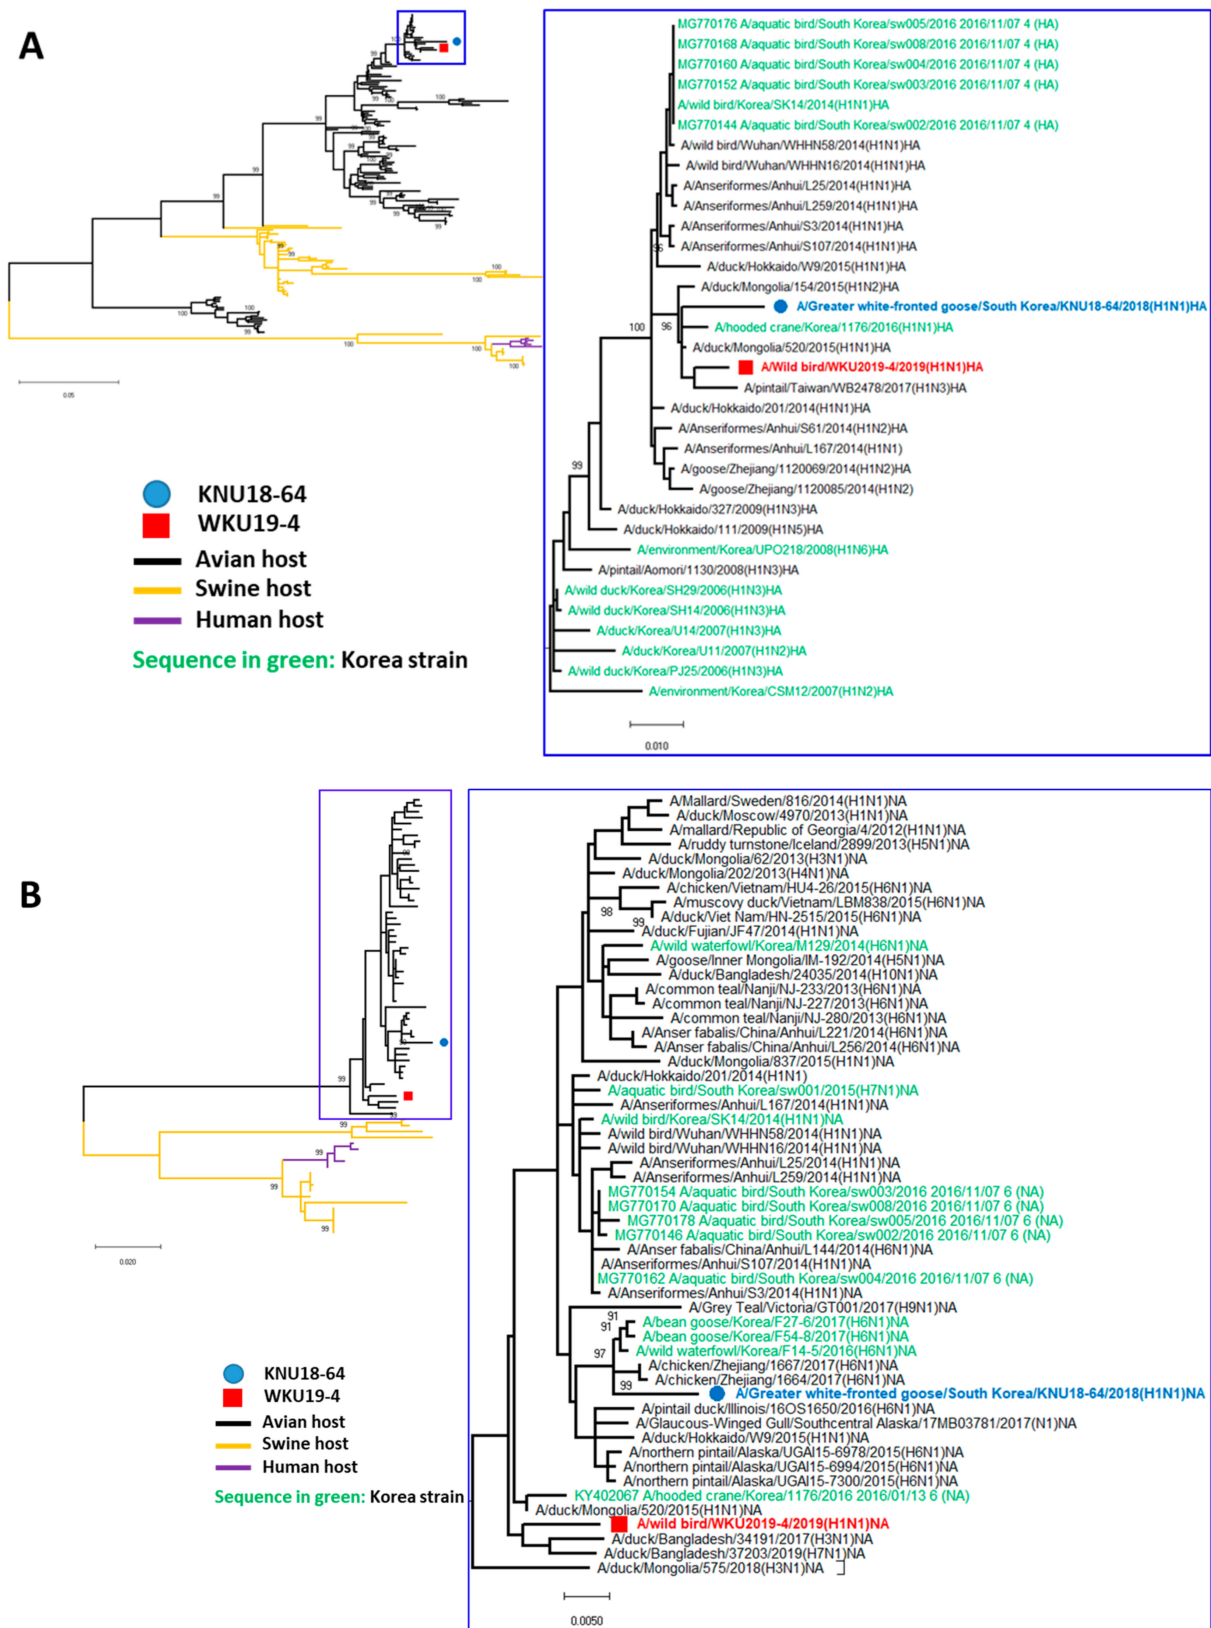 A
MG770176 A/aquatic bird/South Korea/sw005/2016 2016/11/07 4 (HA)
MG770168 A/aquatic bird/South Korea/sw008/2016 2016/11/07 4 (HA)
MG770160 A/aquatic bird/South Korea/sw004/2016 2016/11/07 4 (HA)
MG770152 A/aquatic bird/South Korea/sw003/2016 2016/11/07 4 (HA)
A/wild bird/Korea/SK14/2014(H1N1)HA
MG770144 A/aquatic bird/South Korea/sw002/2016 2016/11/07 4 (HA)
A/wild bird/Wuhan/WHHN58/2014(H1N1)HA
A/wild bird/Wuhan/WHHN16/2014(H1N1)HA
A/Anseriformes/Anhui/L25/2014(H1N1)HA
A/Anseriformes/Anhui/L259/2014(H1N1)HA
A/Anseriformes/Anhui/S3/2014(H1N1)HA
A/Anseriformes/Anhui/S107/2014(H1N1)HA
A/duck/Hokkaido/W9/2015(H1N1)HA
A/duck/Mongolia/154/2015(H1N2)HA
A/Greater white-fronted goose/South Korea/KNU18-64/2018(H1N1)HA
A/hooded crane/Korea/1176/2016(H1N1)HA
A/duck/Mongolia/520/2015(H1N1)HA
A/Wild bird/WKU2019-4/2019(H1N1)HA
A/pintail/Taiwan/WB2478/2017(H1N3)HA
A/duck/Hokkaido/201/2014(H1N1)HA
A/Anseriformes/Anhui/S61/2014(H1N2)HA
A/Anseriformes/Anhui/L167/2014(H1N1)
A/goose/Zhejiang/1120069/2014(H1N2)HA
A/goose/Zhejiang/1120085/2014(H1N2)
A/duck/Hokkaido/327/2009(H1N3)HA
A/duck/Hokkaido/111/2009(H1N5)HA
A/environment/Korea/UPO218/2008(H1N6)HA
A/pintail/Aomori/1130/2008(H1N3)HA
A/wild duck/Korea/SH29/2006(H1N3)HA
A/wild duck/Korea/SH14/2006(H1N3)HA
A/duck/Korea/U14/2007(H1N3)HA
A/duck/Korea/U11/2007(H1N2)HA
A/wild duck/Korea/PJ25/2006(H1N3)HA
A/environment/Korea/CSM12/2007(H1N2)HA
96
96
100
99
0.010
0.05
KNU18-64
WKU19-4
Avian host
Swine host
Human host
Sequence in green: Korea strain
B
A/Mallard/Sweden/816/2014(H1N1)NA
A/duck/Moscow/4970/2013(H1N1)NA
A/mallard/Republic of Georgia/4/2012(H1N1)NA
A/ruddy turnstone/Iceland/2899/2013(H5N1)NA
A/duck/Mongolia/62/2013(H3N1)NA
A/duck/Mongolia/202/2013(H4N1)NA
A/chicken/Vietnam/HU4-26/2015(H6N1)NA
A/muscovy duck/Vietnam/LBM838/2015(H6N1)NA
A/duck/Viet Nam/HN-2515/2015(H6N1)NA
A/duck/Fujian/JF47/2014(H1N1)NA
A/wild waterfowl/Korea/M129/2014(H6N1)NA
A/goose/Inner Mongolia/IM-192/2014(H5N1)NA
A/duck/Bangladesh/24035/2014(H10N1)NA
A/common teal/Nanji/NJ-233/2013(H6N1)NA
A/common teal/Nanji/NJ-227/2013(H6N1)NA
A/common teal/Nanji/NJ-280/2013(H6N1)NA
A/Anser fabalis/China/Anhui/L221/2014(H6N1)NA
A/Anser fabalis/China/Anhui/L256/2014(H6N1)NA
A/duck/Mongolia/837/2015(H1N1)NA
A/duck/Hokkaido/201/2014(H1N1)
A/aquatic bird/South Korea/sw001/2015(H7N1)NA
A/Anseriformes/Anhui/L167/2014(H1N1)NA
A/wild bird/Korea/SK14/2014(H1N1)NA
A/wild bird/Wuhan/WHHN58/2014(H1N1)NA
A/wild bird/Wuhan/WHHN16/2014(H1N1)NA
A/Anseriformes/Anhui/L25/2014(H1N1)NA
A/Anseriformes/Anhui/L259/2014(H1N1)NA
MG770154 A/aquatic bird/South Korea/sw003/2016 2016/11/07 6 (NA)
MG770170 A/aquatic bird/South Korea/sw008/2016 2016/11/07 6 (NA)
MG770178 A/aquatic bird/South Korea/sw005/2016 2016/11/07 6 (NA)
MG770146 A/aquatic bird/South Korea/sw002/2016 2016/11/07 6 (NA)
A/Anser fabalis/China/Anhui/L144/2014(H6N1)NA
A/Anseriformes/Anhui/S107/2014(H1N1)NA
MG770162 A/aquatic bird/South Korea/sw004/2016 2016/11/07 6 (NA)
A/Anseriformes/Anhui/S3/2014(H1N1)NA
A/Grey Teal/Victoria/GT001/2017(H9N1)NA
A/bean goose/Korea/F27-6/2017(H6N1)NA
A/bean goose/Korea/F54-8/2017(H6N1)NA
A/wild waterfowl/Korea/F14-5/2016(H6N1)NA
A/chicken/Zhejiang/1667/2017(H6N1)NA
A/chicken/Zhejiang/1664/2017(H6N1)NA
A/Greater white-fronted goose/South Korea/KNU18-64/2018(H1N1)NA
A/pintail duck/Illinois/16OS1650/2016(H6N1)NA
A/Glaucous-Winged Gull/Southcentral Alaska/17MB03781/2017(N1)NA
A/duck/Hokkaido/W9/2015(H1N1)NA
A/northern pintail/Alaska/UGAI15-6978/2015(H6N1)NA
A/northern pintail/Alaska/UGAI15-6994/2015(H6N1)NA
A/northern pintail/Alaska/UGAI15-7300/2015(H6N1)NA
KY402067 A/hooded crane/Korea/1176/2016 2016/01/13 6 (NA)
A/duck/Mongolia/520/2015(H1N1)NA
A/wild bird/WKU2019-4/2019(H1N1)NA
A/duck/Bangladesh/34191/2017(H3N1)NA
A/duck/Bangladesh/37203/2019(H7N1)NA
A/duck/Mongolia/575/2018(H3N1)NA
98
99
91
91
97
99
0.0050
0.020
KNU18-64
WKU19-4
Avian host
Swine host
Human host
Sequence in green: Korea strain